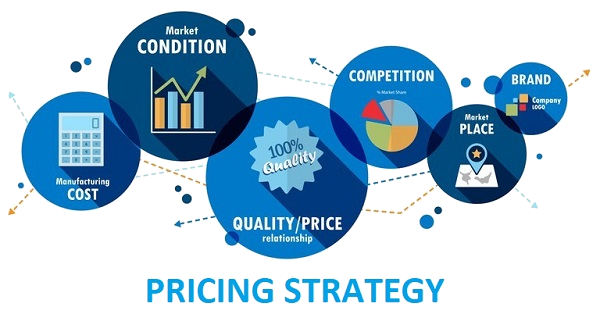 Market
CONDITION
COMPETITION
% Market Share
BRAND
Company
LOGO
Market
PLACE
100%
Quality
Manufacturing
COST
QUALITY/PRICE
relationship
PRICING STRATEGY